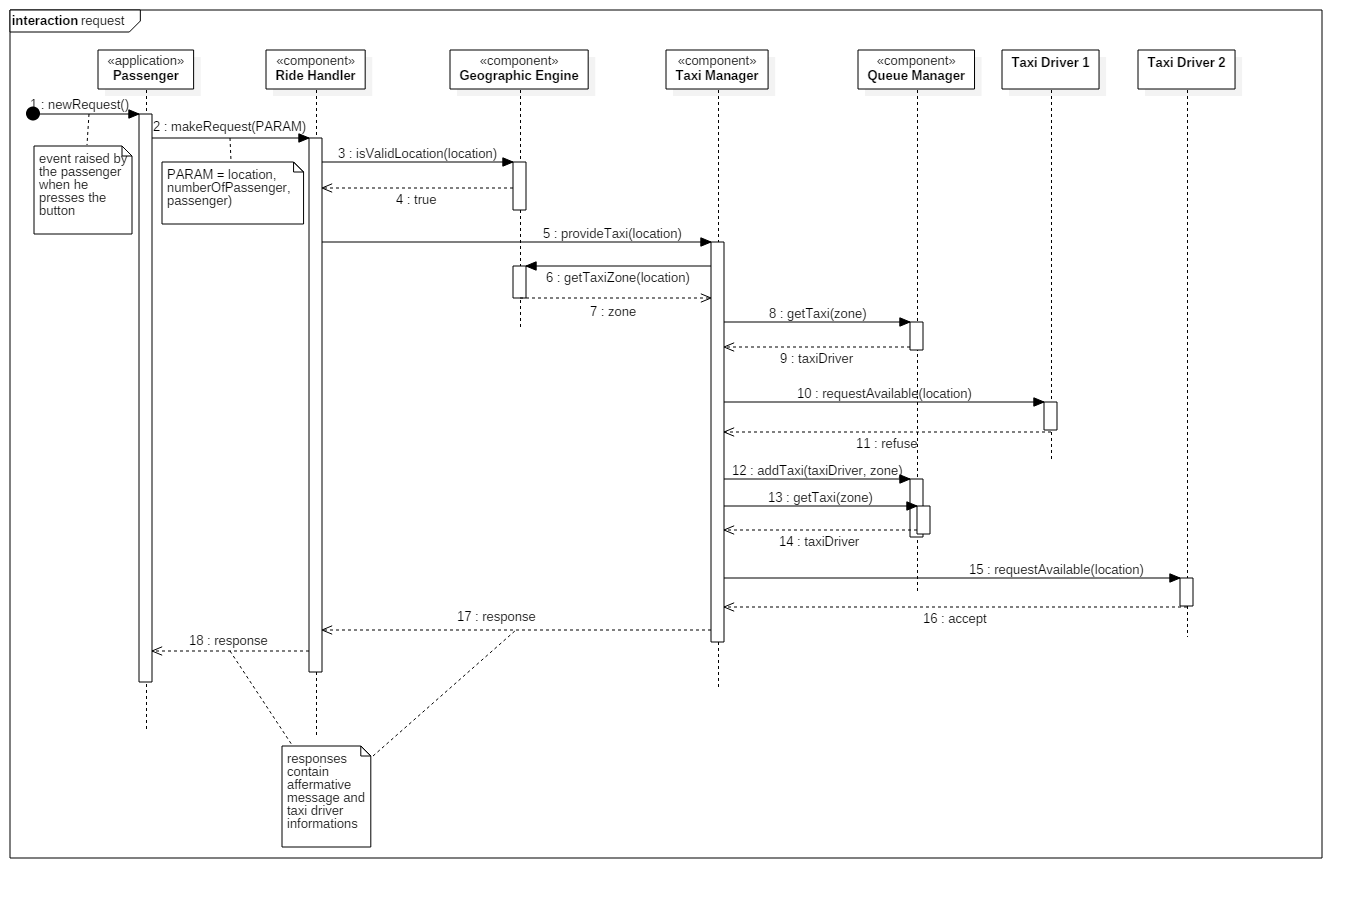 interaction request
«application»
Passenger
«component»
Ride Handler
«component»
Geographic Engine
«component»
Taxi Manager
«component»
Queue Manager
Taxi Driver 1
Taxi Driver 2
1 : newRequest()
2 : makeRequest(PARAM)
event raised by
the passenger
when he
presses the
button
PARAM = location,
numberOfPassenger,
passenger)
3 : isValidLocation(location)
4 : true
5 : provideTaxi(location)
6 : getTaxiZone(location)
7 : zone
8 : getTaxi(zone)
9 : taxiDriver
10 : requestAvailable(location)
11 : refuse
12 : addTaxi(taxiDriver, zone)
13 : getTaxi(zone)
14 : taxiDriver
15 : requestAvailable(location)
16 : accept
17 : response
18 : response
responses
contain
affermative
message and
taxi driver
informations